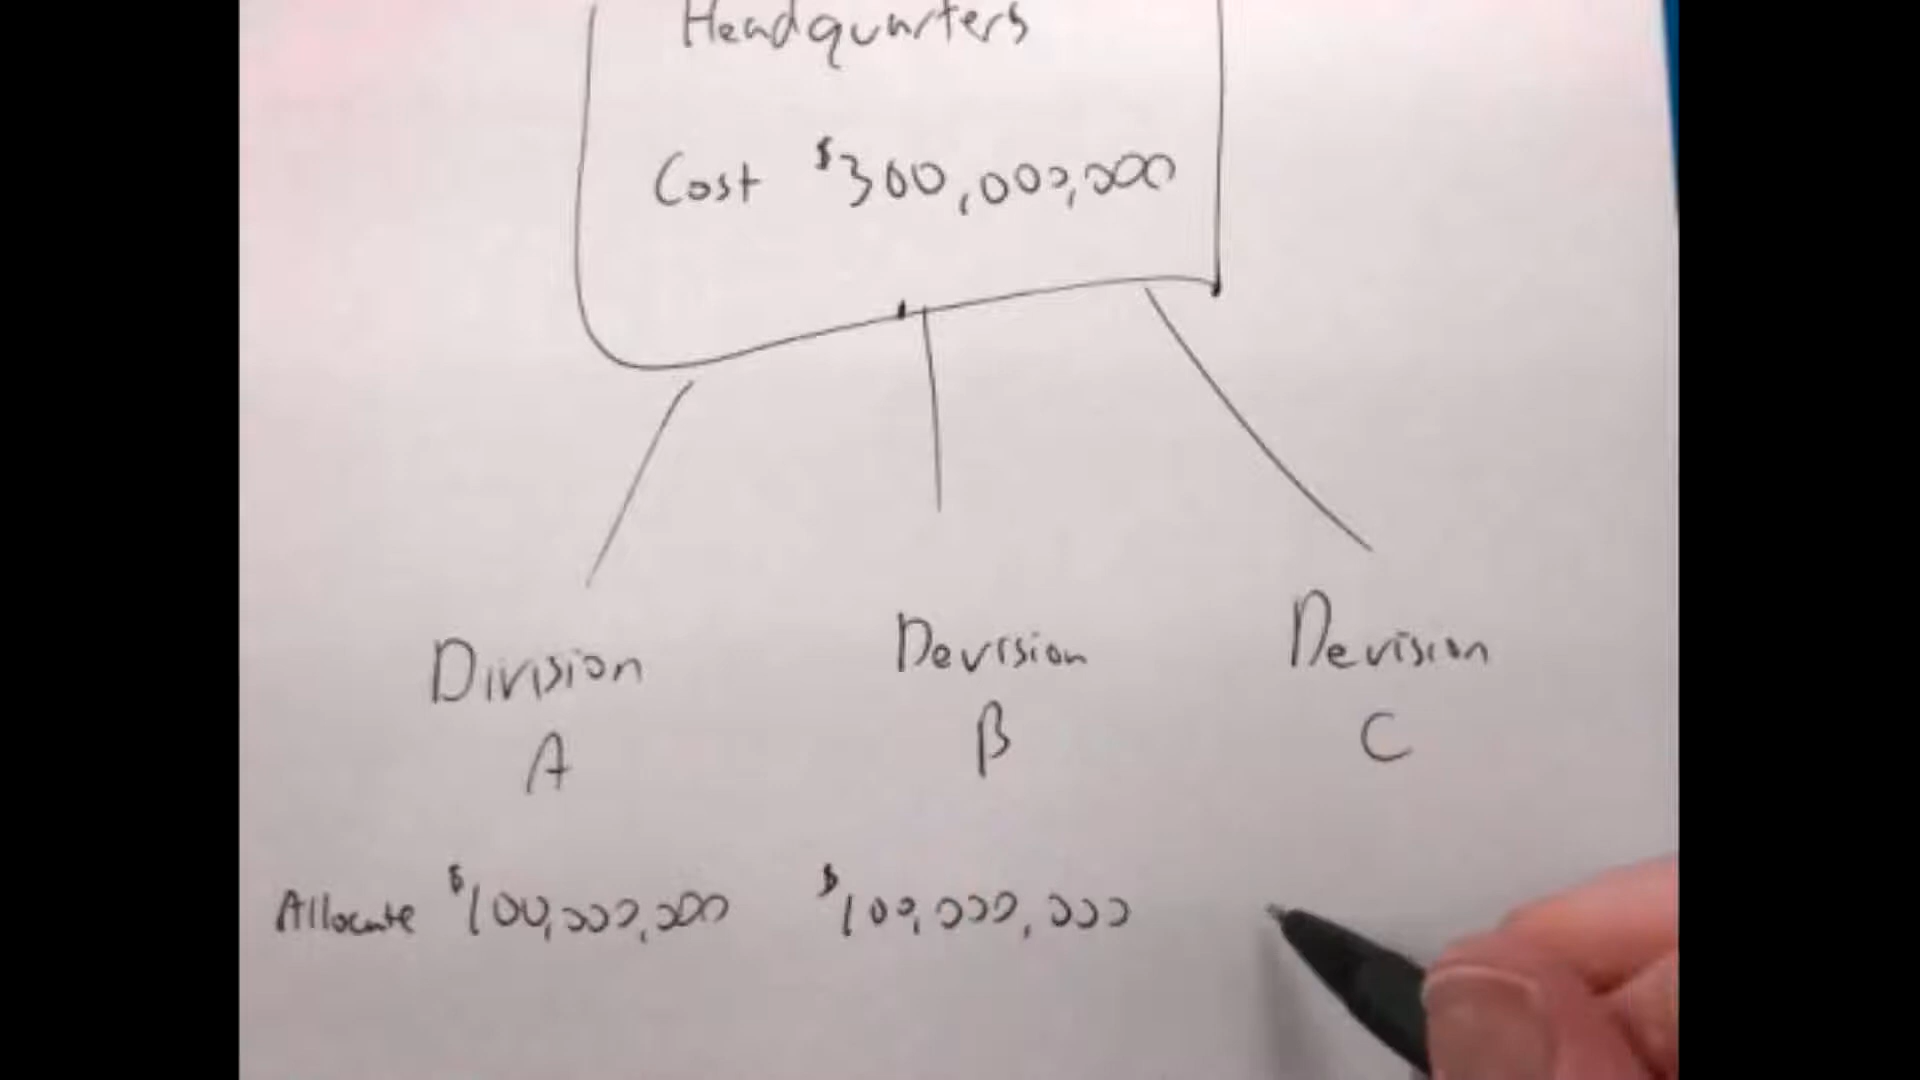 Headquarters
Cost $300,000,000
Division Devision Devision
A B C
Allocate $100,000,000 $100,000,000